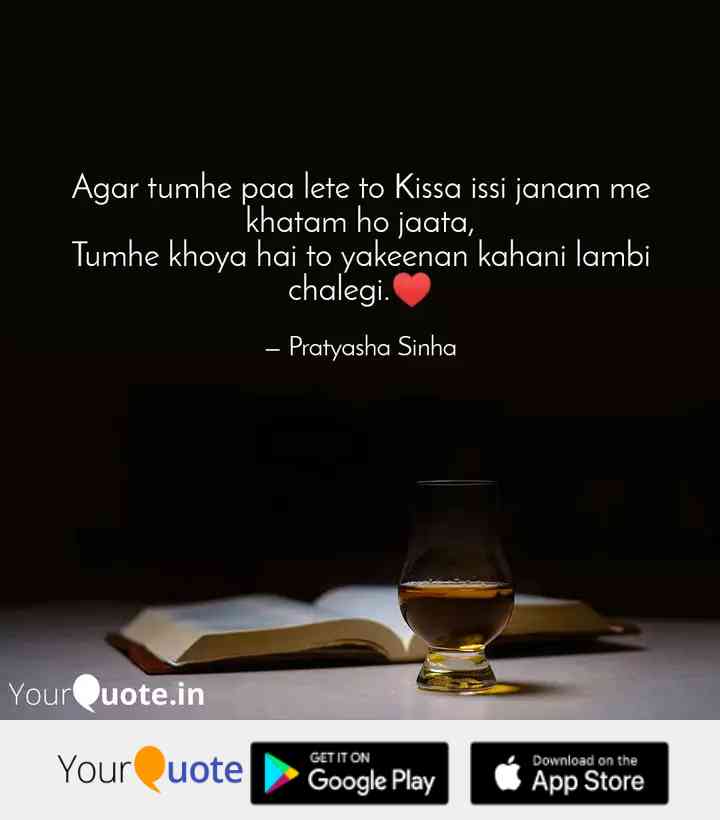 Agar tumhe paa lete to Kissa issi janam me
khatam ho jaata,
Tumhe khoya hai to yakeenan kahani lambi
chalegi.♥️
– Pratyasha Sinha
YourQuote.in
YourQuote
GET IT ON
Google Play
Download on the
App Store